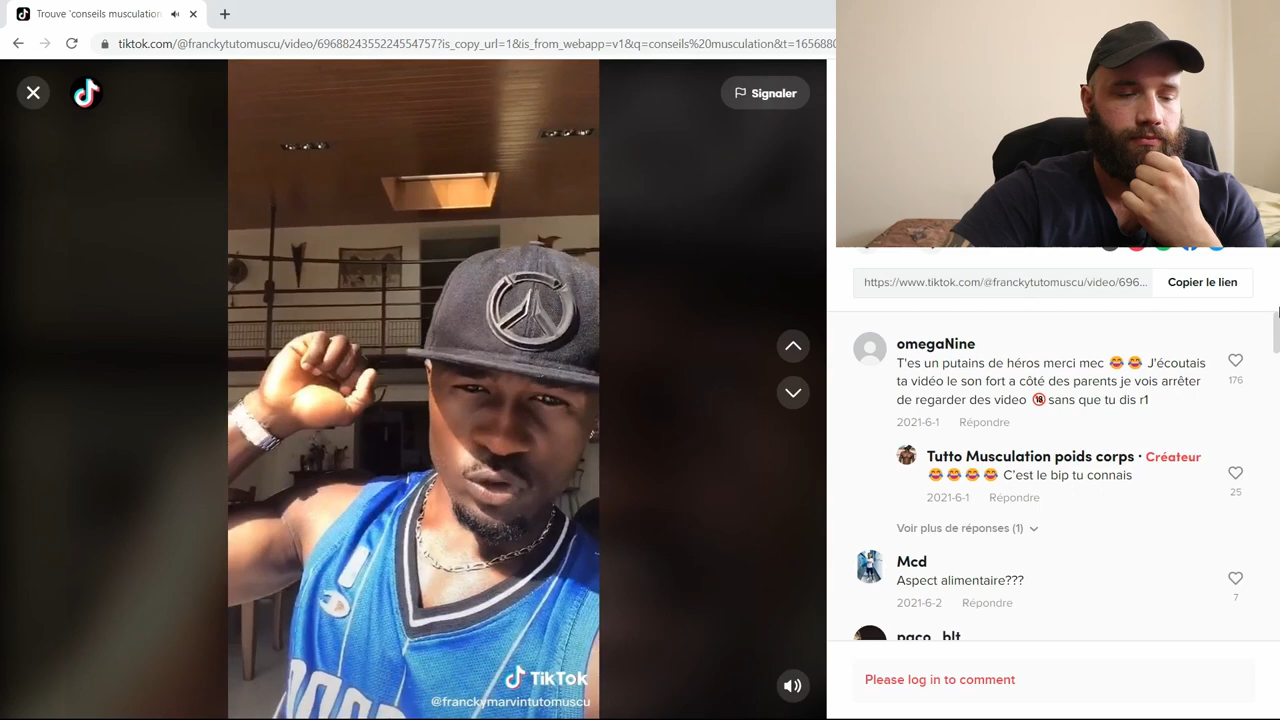 Trouve 'conseils musculation
tiktok.com/@franckytutomuscu/video/6968824355224554757?is_copy_url=1&is_from_webapp=v1&q=conseils%20musculation&t=1656880
Signaler
https://www.tiktok.com/@franckytutomuscu/video/696...
Copier le lien
omegaNine
T'es un putains de héros merci mec 😂 😂 J'écoutais
ta vidéo le son fort a côté des parents je vois arrêter
de regarder des video 🔞 sans que tu dis r1
176
2021-6-1 Répondre
Tutto Musculation poids corps · Créateur
😂 😂 😂 😂 C'est le bip tu connais
25
2021-6-1 Répondre
Voir plus de réponses (1)
Mcd
Aspect alimentaire???
7
2021-6-2 Répondre
paco_blt
Please log in to comment
TikTok
@franckymarvintutomuscu